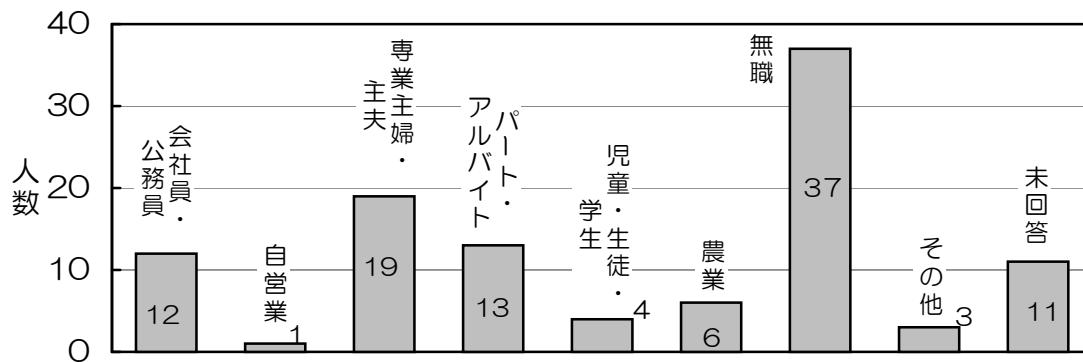 40
30
20
10
0
人数
会社員・
公務員
12
自営業
1
専業主婦・
主夫
19
パート・
アルバイト
13
児童・生徒・
学生
4
農業
6
無職
37
その他
3
未回答
11